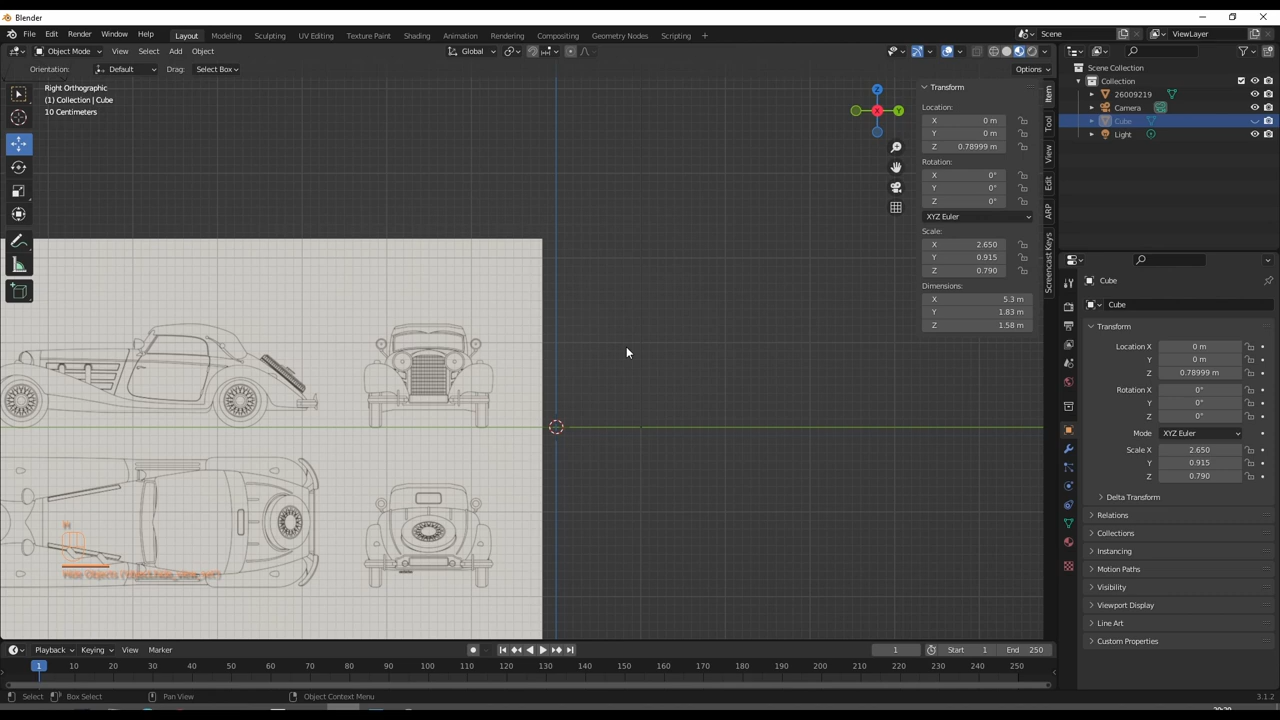 Blender
File Edit Render Window Help Layout Modeling Sculpting UV Editing Texture Paint Shading Animation Rendering Compositing Geometry Nodes Scripting + Scene ViewLayer
Object Mode View Select Add Object Global
Orientation: Default Drag: Select Box Options
Right Orthographic
(1) Collection | Cube
10 Centimeters
Z
Y
X
Transform
Location:
X 0 m
Y 0 m
Z 0.78999 m
Rotation:
X 0°
Y 0°
Z 0°
XYZ Euler
Scale:
X 2.650
Y 0.915
Z 0.790
Dimensions:
X 5.3 m
Y 1.83 m
Z 1.58 m
Item
Tool
View
Edit
ARP
Screencast Keys
Scene Collection
Collection
26009219
Camera
Cube
Light
Cube
Cube
Transform
Location X 0 m
Y 0 m
Z 0.78999 m
Rotation X 0°
Y 0°
Z 0°
Mode XYZ Euler
Scale X 2.650
Y 0.915
Z 0.790
Delta Transform
Relations
Collections
Instancing
Motion Paths
Visibility
Viewport Display
Line Art
Custom Properties
H
Hide Objects ('object.hide_view_set')
Playback Keying View Marker 1 Start 1 End 250
1 10 20 30 40 50 60 70 80 90 100 110 120 130 140 150 160 170 180 190 200 210 220 230 240 250
Select Box Select Pan View Object Context Menu 3.1.2